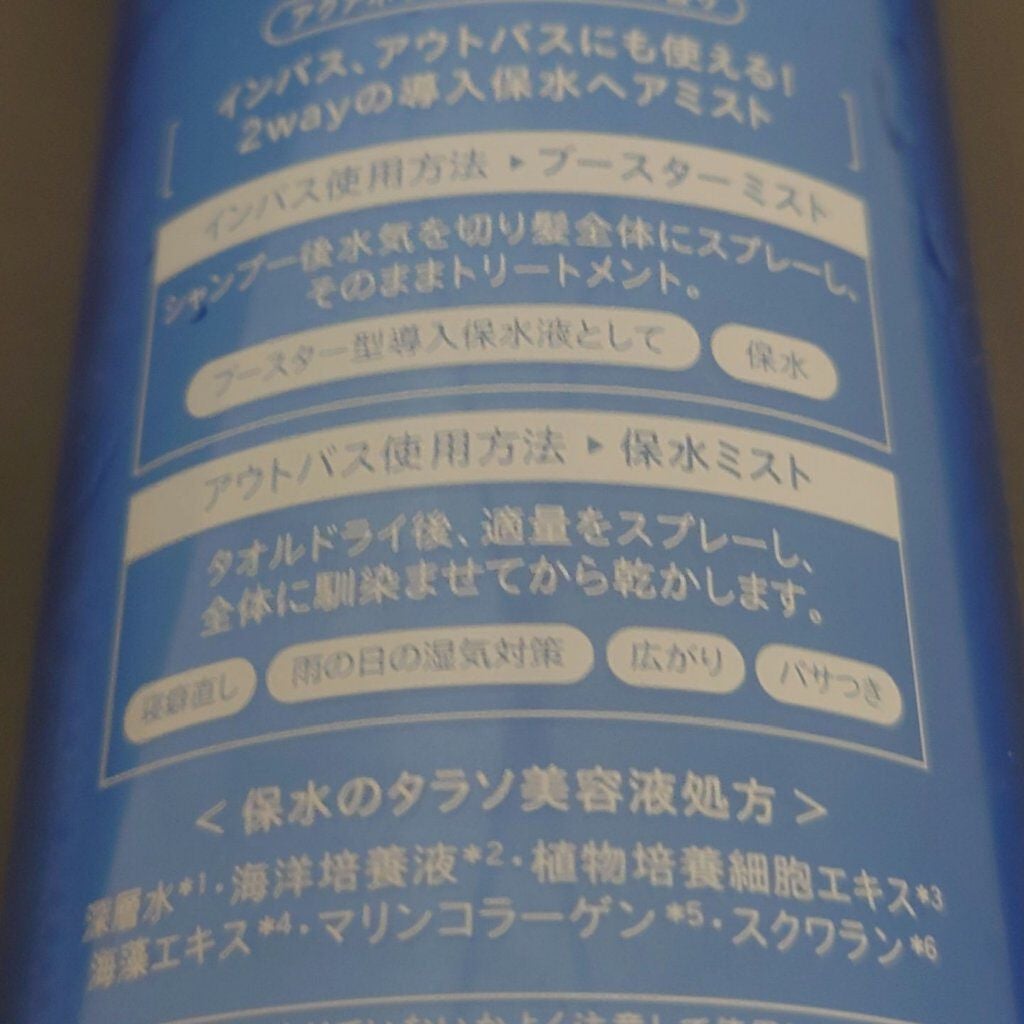 インバス、アウトバスにも使える!
2wayの導入保水ヘアミスト
インバス使用方法 ▶ ブースターミスト
シャンプー後水気を切り髪全体にスプレーし、
そのままトリートメント。
ブースター型導入保水液として 保水
アウトバス使用方法 ▶ 保水ミスト
タオルドライ後、適量をスプレーし、
全体に馴染ませてから乾かします。
寝癖直し 雨の日の湿気対策 広がり パサつき
< 保水のタラソ美容液処方 >
深層水*1・海洋培養液*2・植物培養細胞エキス*3
海藻エキス*4・マリンコラーゲン*5・スクワラン*6